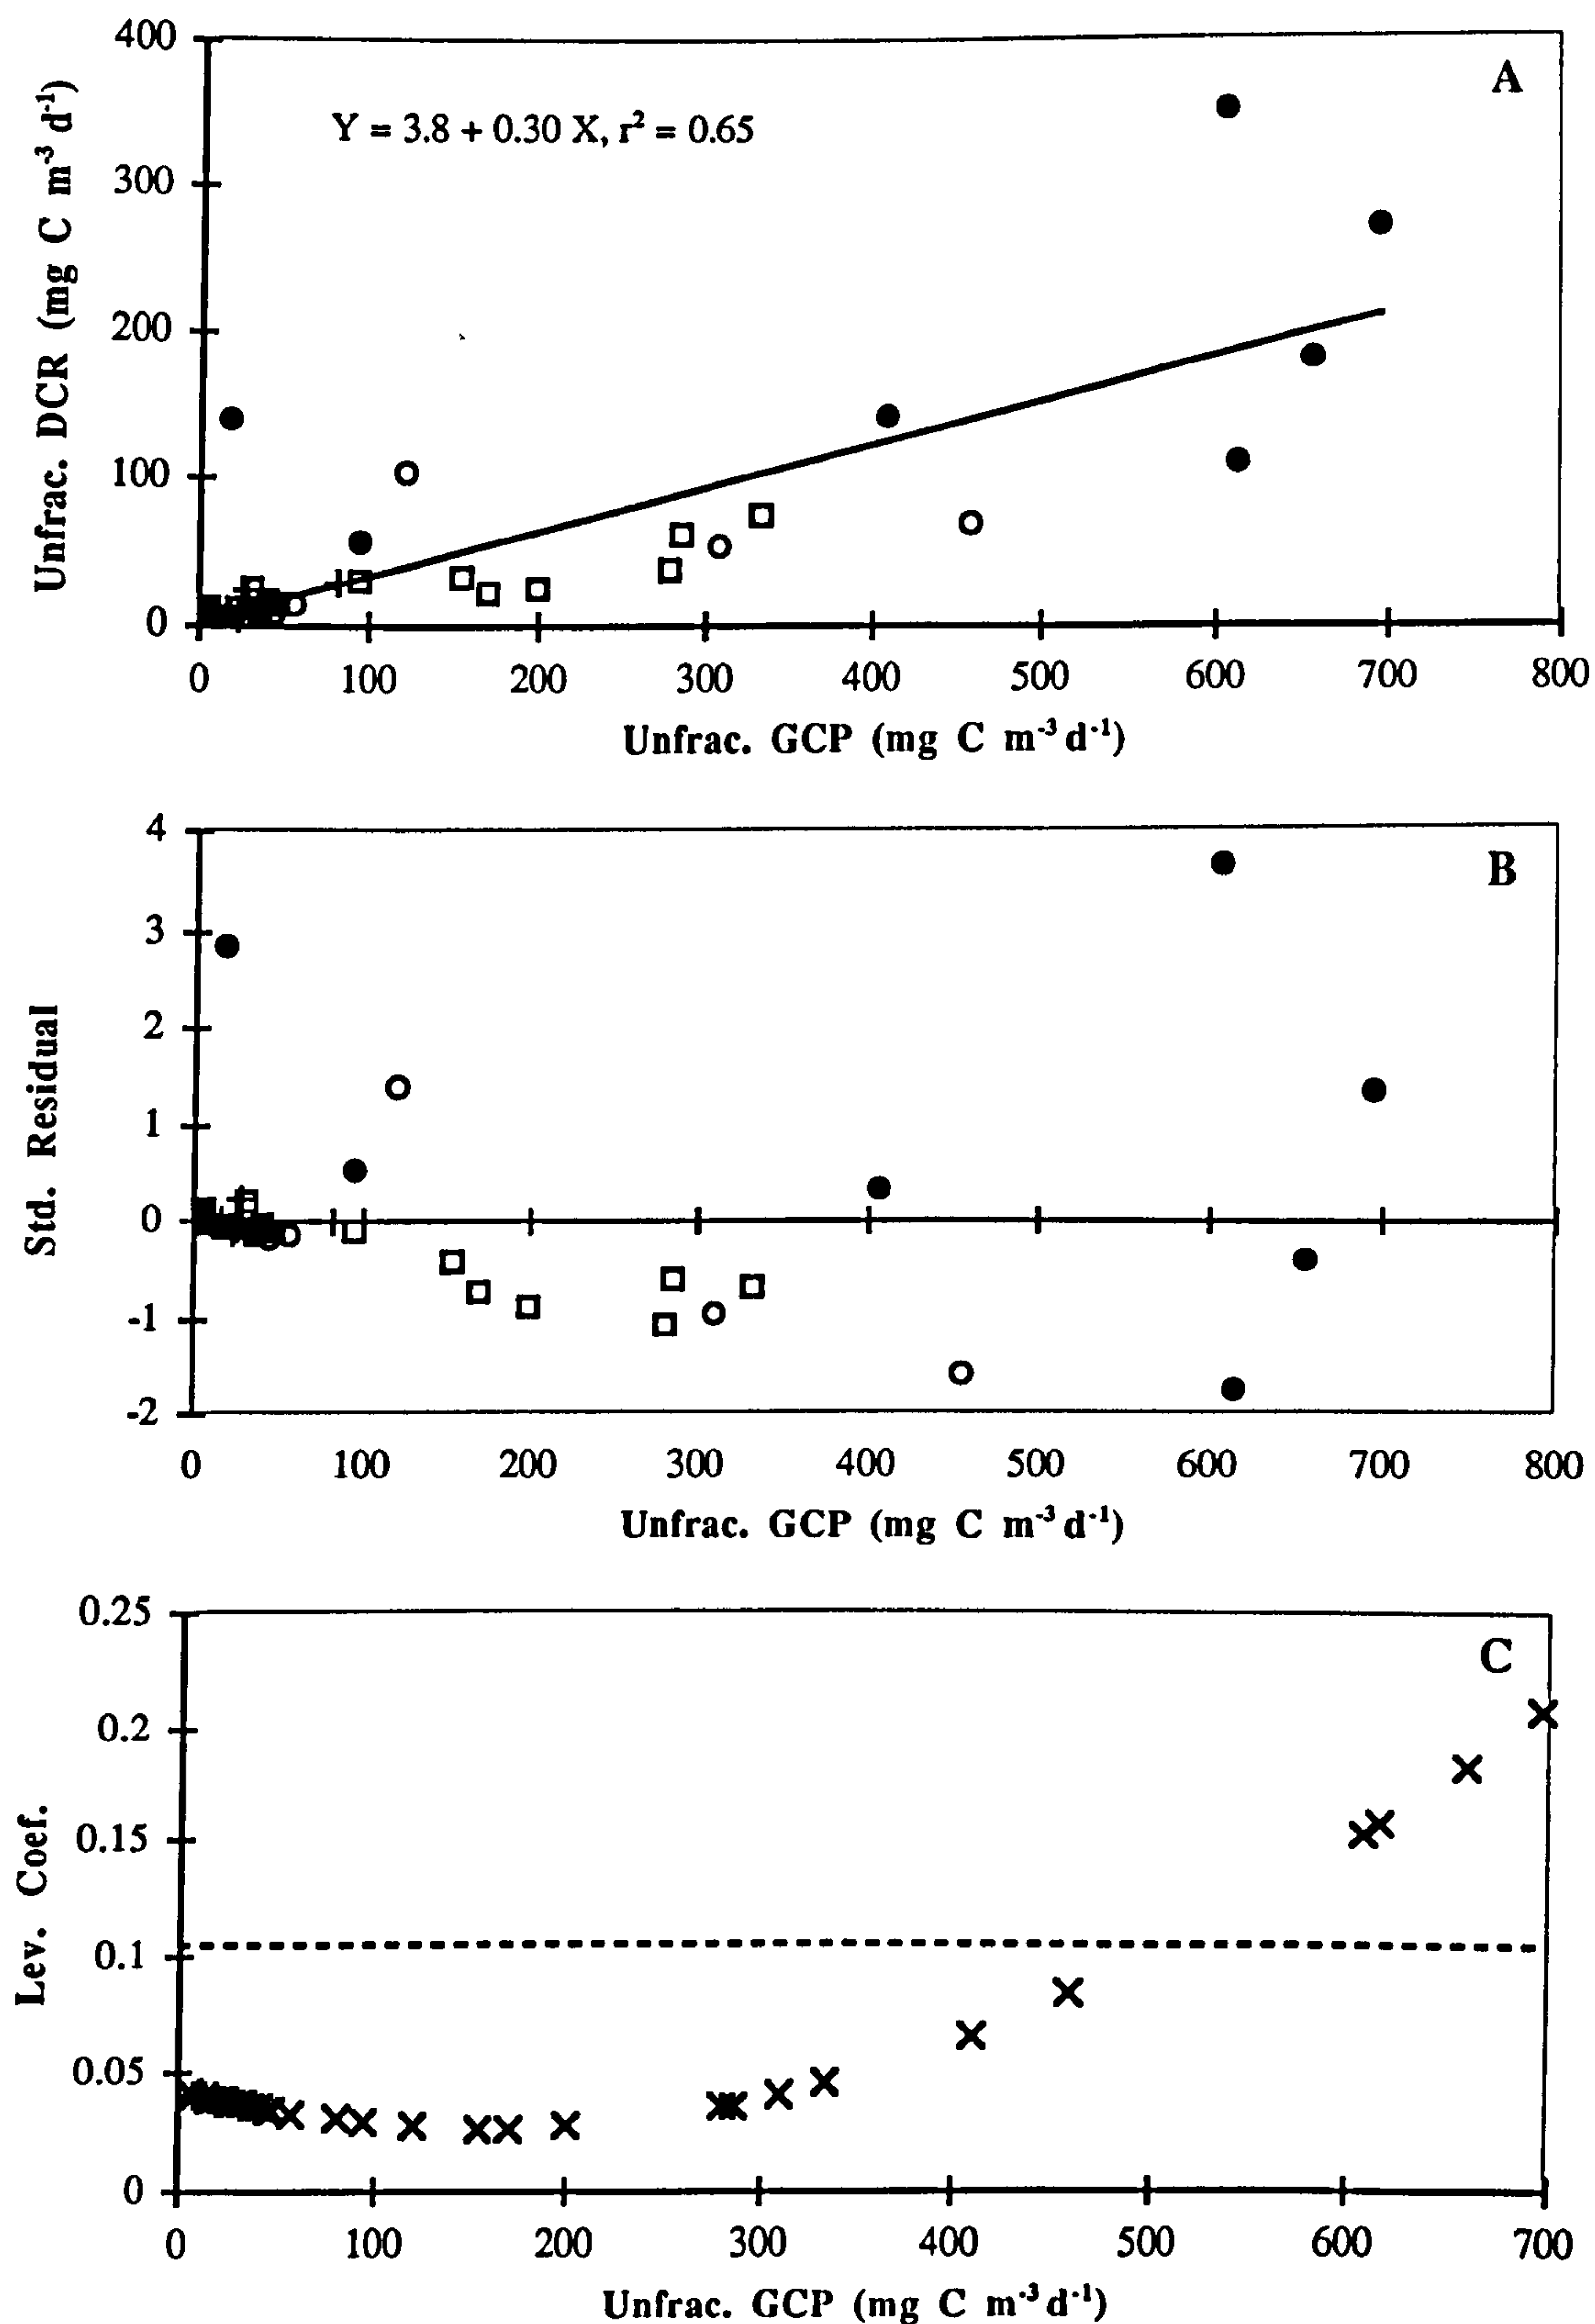 400
300
200
100
0
Unfrac. DCR (mg C m⁻³ d⁻¹)
A
Y = 3.8 + 0.30 X, r² = 0.65
0 100 200 300 400 500 600 700 800
Unfrac. GCP (mg C m⁻³ d⁻¹)
4
3
2
1
0
-1
-2
Std. Residual
B
0 100 200 300 400 500 600 700 800
Unfrac. GCP (mg C m⁻³ d⁻¹)
0.25
0.2
0.15
0.1
0.05
0
Lev. Coef.
C
0 100 200 300 400 500 600 700
Unfrac. GCP (mg C m⁻³ d⁻¹)